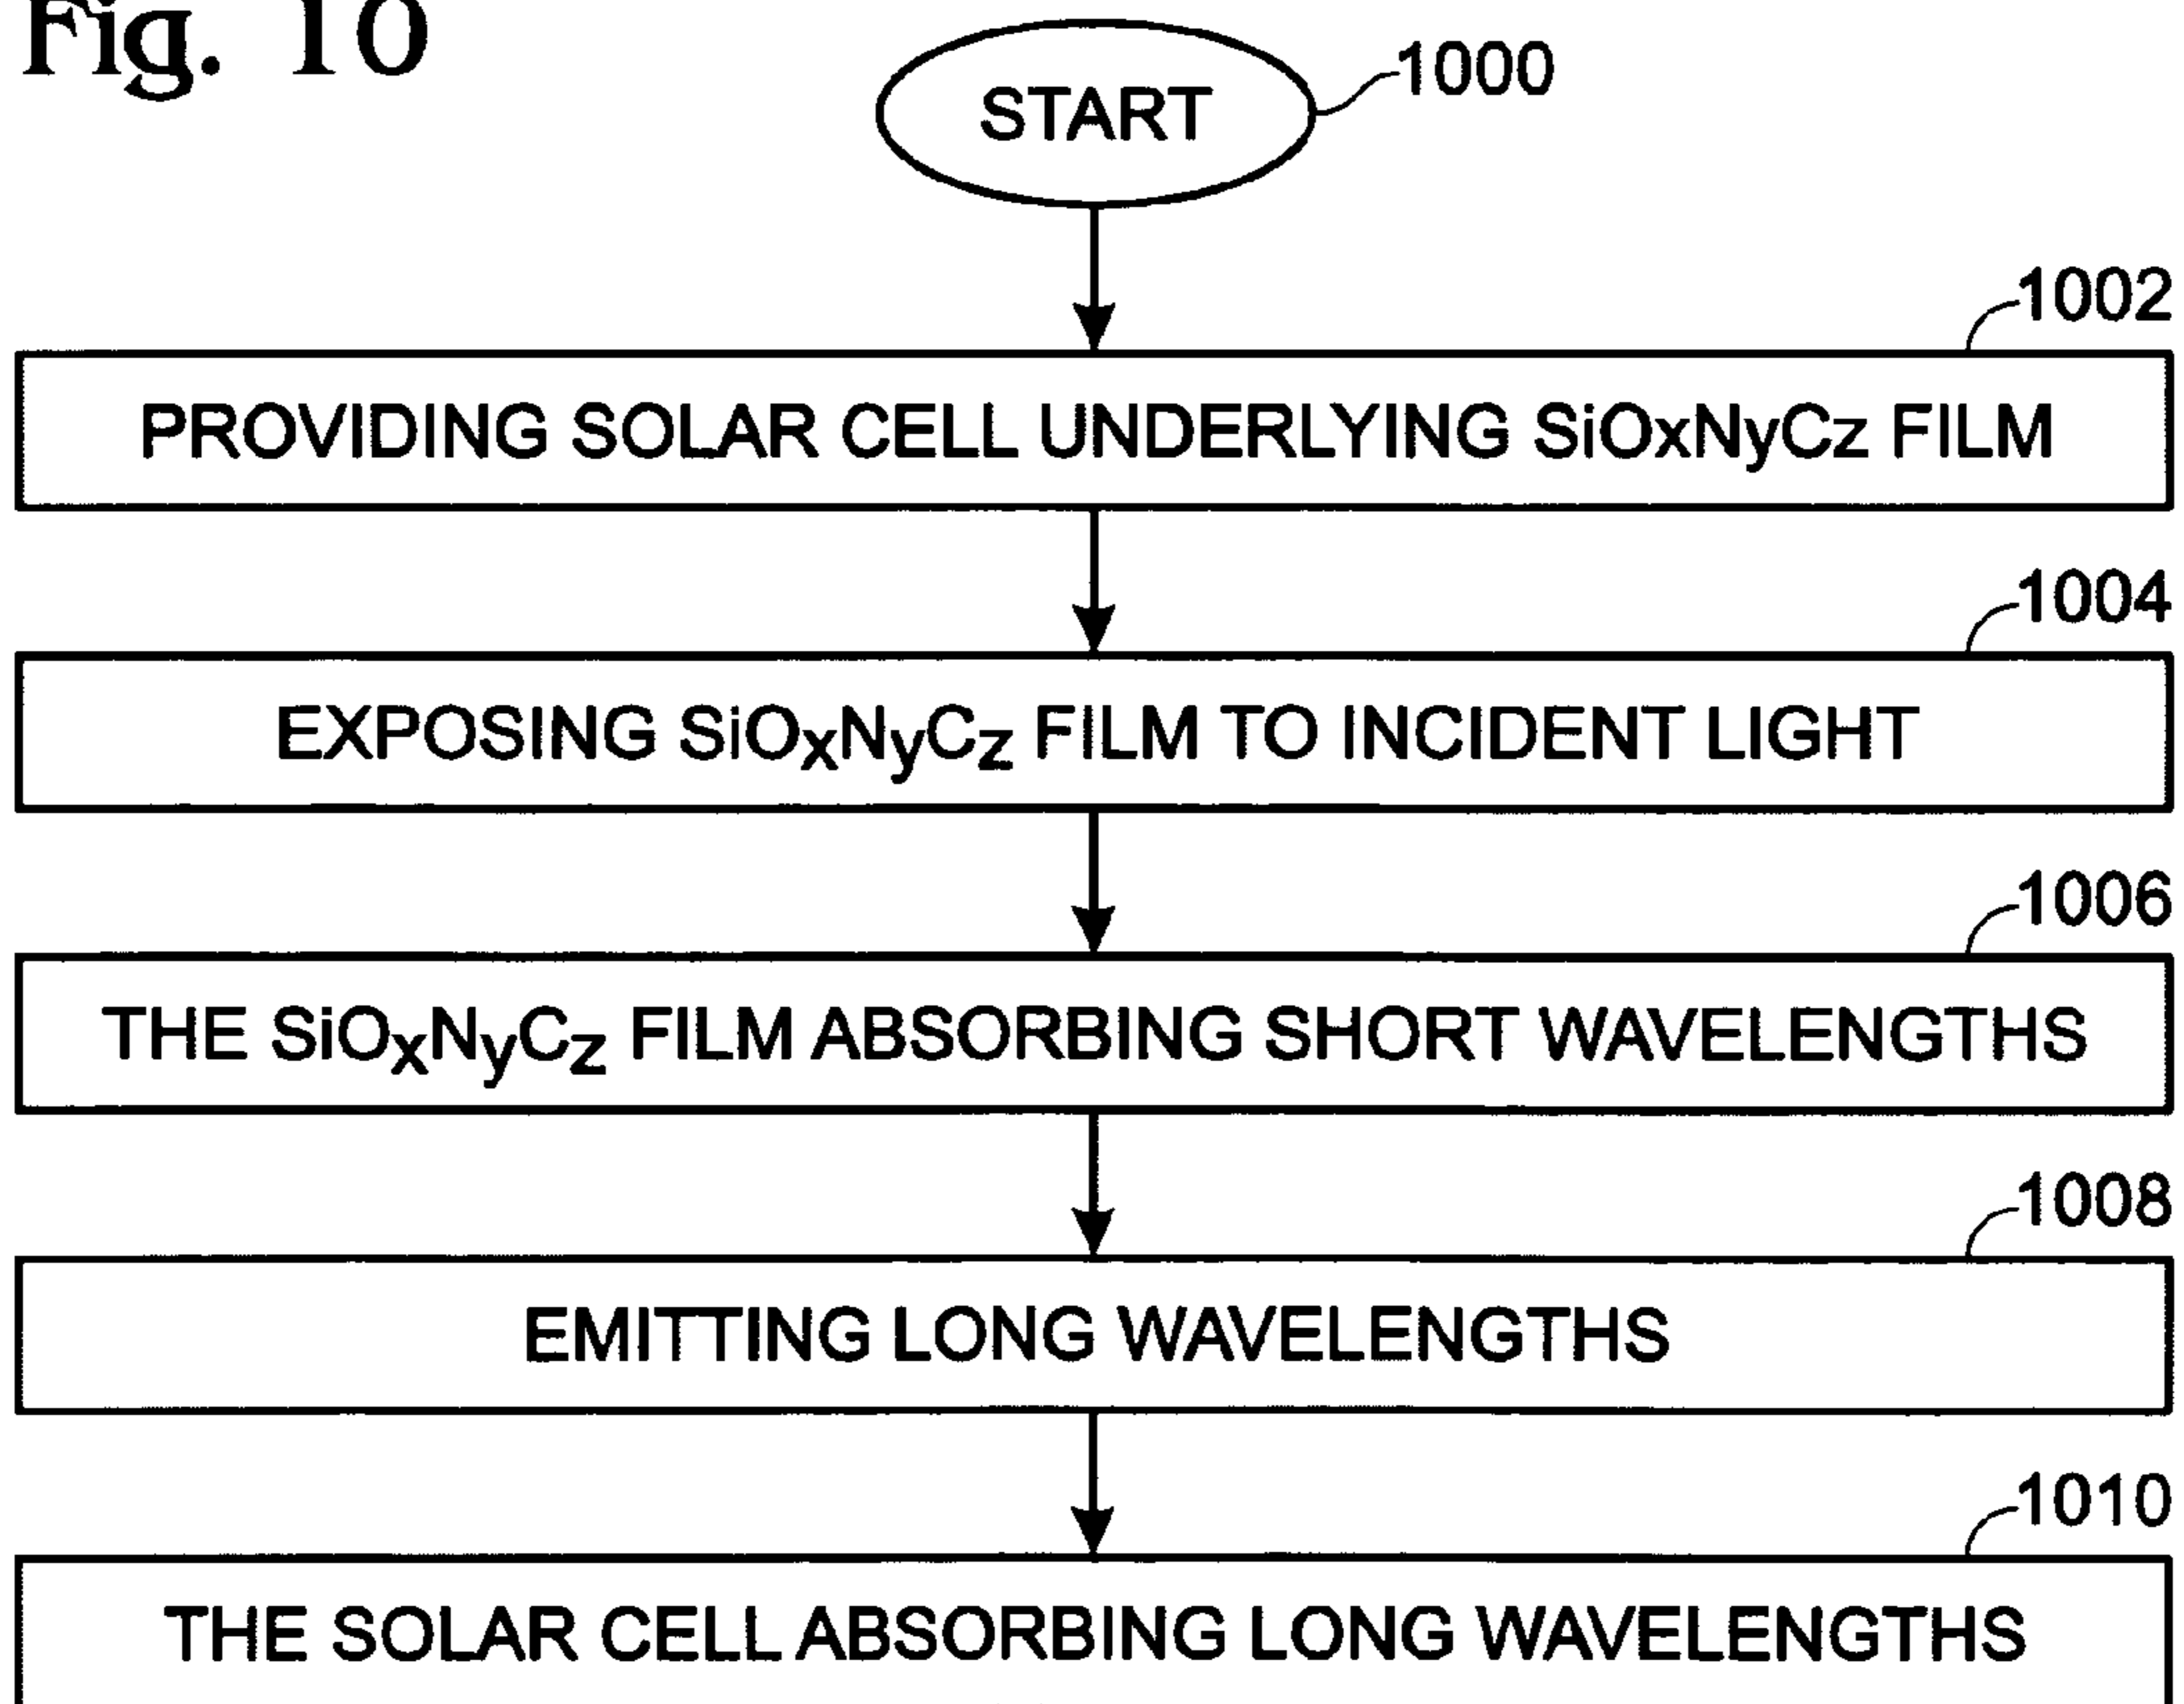 Fig. 10
START
1000
1002
PROVIDING SOLAR CELL UNDERLYING SiOxNyCz FILM
1004
EXPOSING SiOxNyCz FILM TO INCIDENT LIGHT
1006
THE SiOxNyCz FILM ABSORBING SHORT WAVELENGTHS
1008
EMITTING LONG WAVELENGTHS
1010
THE SOLAR CELL ABSORBING LONG WAVELENGTHS